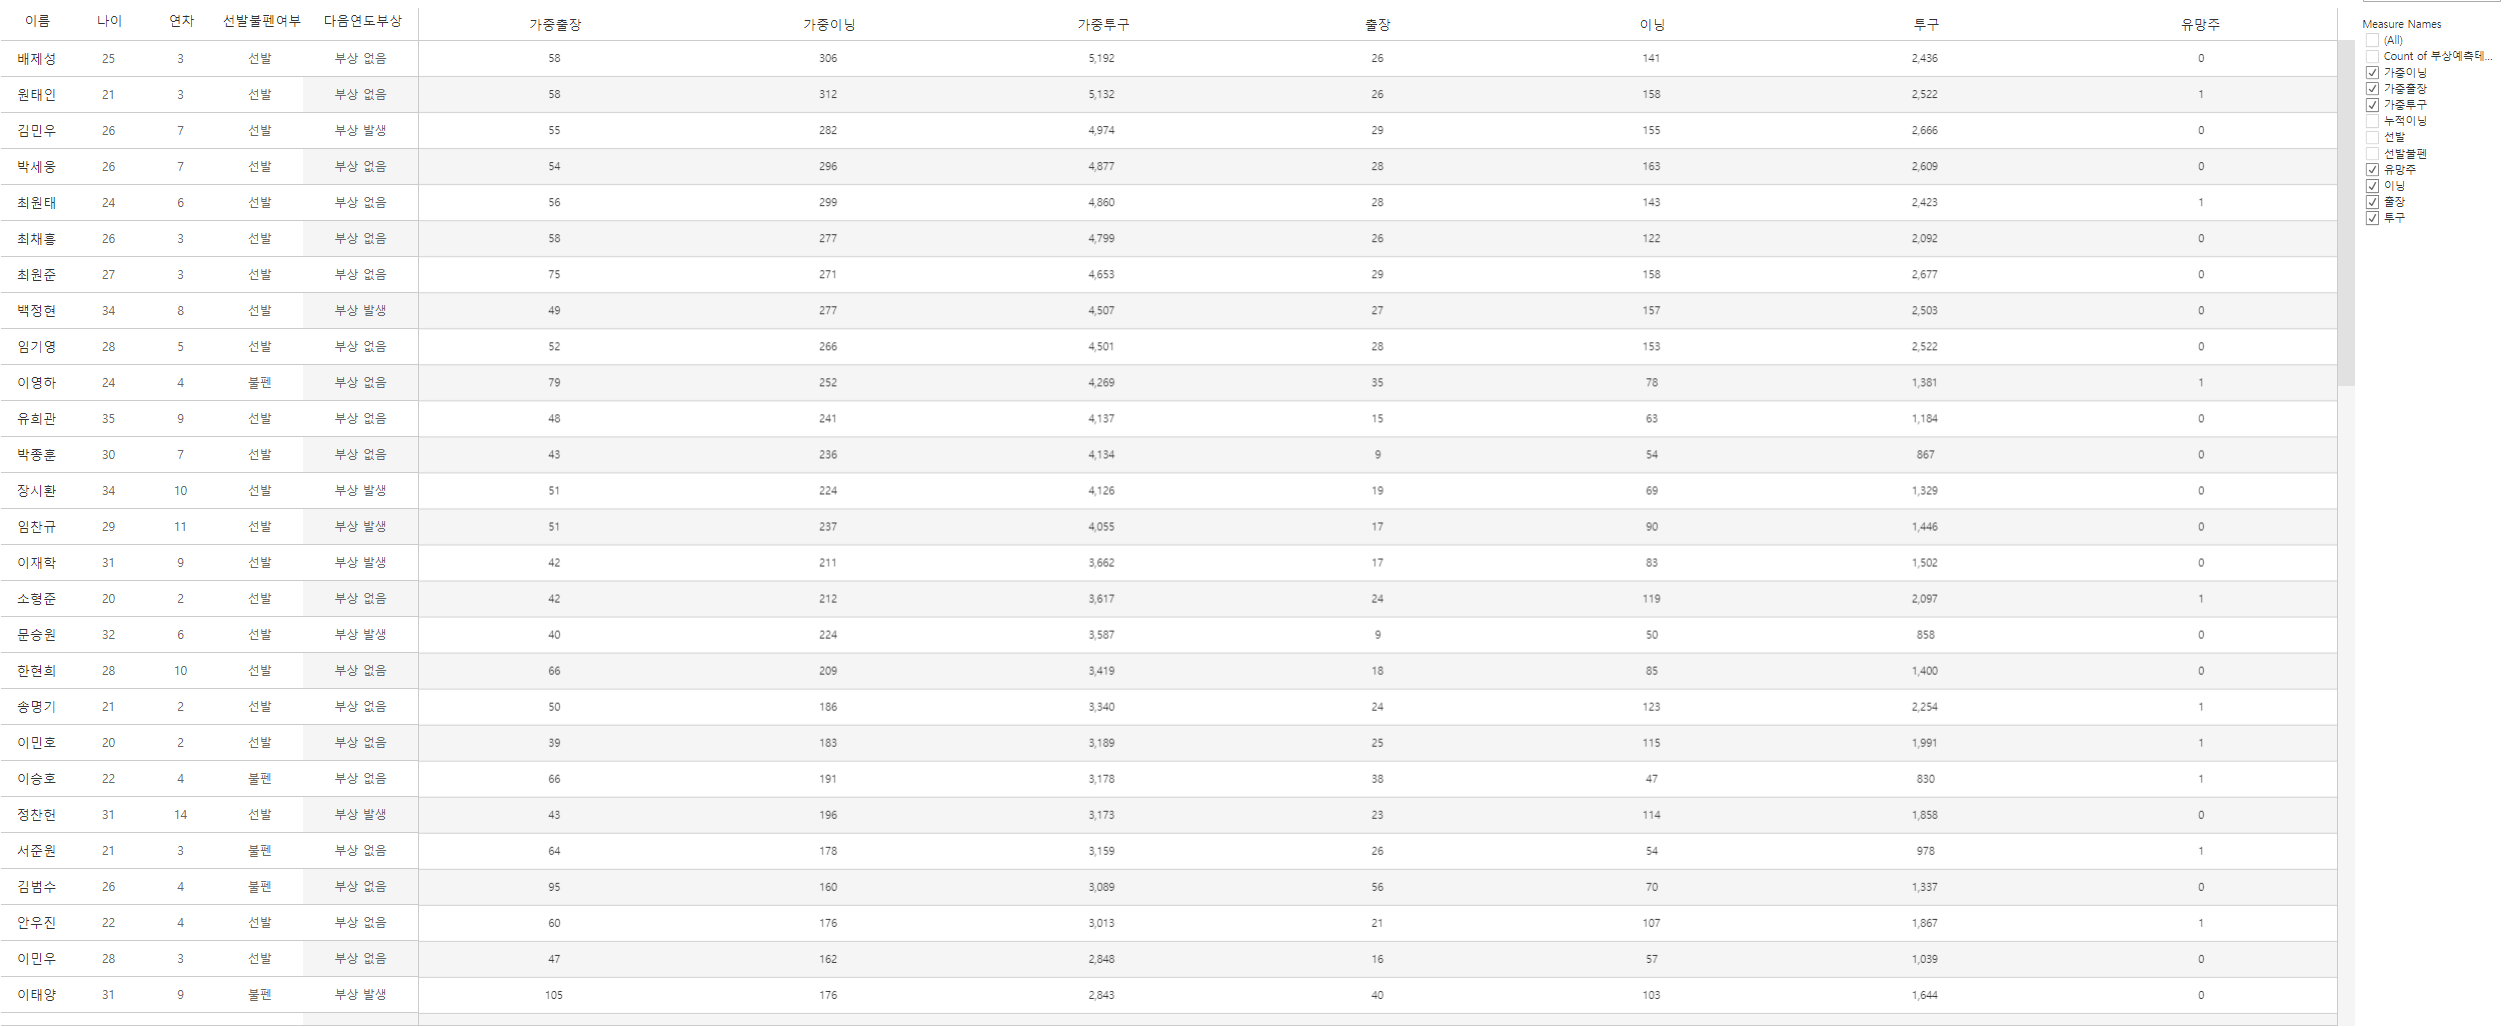 이름 나이 연차 선발불펜여부 다음연도부상 가중출장 가중이닝 가중투구 출장 이닝 투구 유망주
배제성 25 3 선발 부상 없음 58 306 5,192 26 141 2,436 0
원태인 21 3 선발 부상 없음 58 312 5,132 26 158 2,522 1
김민우 26 7 선발 부상 발생 55 282 4,974 29 155 2,666 0
박세웅 26 7 선발 부상 없음 54 296 4,877 28 163 2,609 0
최원태 24 6 선발 부상 없음 56 299 4,860 28 143 2,423 1
최채흥 26 3 선발 부상 없음 58 277 4,799 26 122 2,092 0
최원준 27 3 선발 부상 없음 75 271 4,653 29 158 2,677 0
백정현 34 8 선발 부상 발생 49 277 4,507 27 157 2,503 0
임기영 28 5 선발 부상 없음 52 266 4,501 28 153 2,522 0
이영하 24 4 불펜 부상 없음 79 252 4,269 35 78 1,381 1
유희관 35 9 선발 부상 없음 48 241 4,137 15 63 1,184 0
박종훈 30 7 선발 부상 없음 43 236 4,134 9 54 867 0
장시환 34 10 선발 부상 발생 51 224 4,126 19 69 1,329 0
임찬규 29 11 선발 부상 발생 51 237 4,055 17 90 1,446 0
이재학 31 9 선발 부상 발생 42 211 3,662 17 83 1,502 0
소형준 20 2 선발 부상 없음 42 212 3,617 24 119 2,097 1
문승원 32 6 선발 부상 발생 40 224 3,587 9 50 858 0
한현희 28 10 선발 부상 없음 66 209 3,419 18 85 1,400 0
송명기 21 2 선발 부상 없음 50 186 3,340 24 123 2,254 1
이민호 20 2 선발 부상 없음 39 183 3,189 25 115 1,991 1
이승호 22 4 불펜 부상 없음 66 191 3,178 38 47 830 1
정찬헌 31 14 선발 부상 발생 43 196 3,173 23 114 1,858 0
서준원 21 3 불펜 부상 없음 64 178 3,159 26 54 978 1
김범수 26 4 불펜 부상 없음 95 160 3,089 56 70 1,337 0
안우진 22 4 선발 부상 없음 60 176 3,013 21 107 1,867 1
이민우 28 3 선발 부상 없음 47 162 2,848 16 57 1,039 0
이태양 31 9 불펜 부상 발생 105 176 2,843 40 103 1,644 0
Measure Names
(All)
Count of 부상예측테...
가중이닝
가중출장
가중투구
누적이닝
선발
선발불펜
유망주
이닝
출장
투구